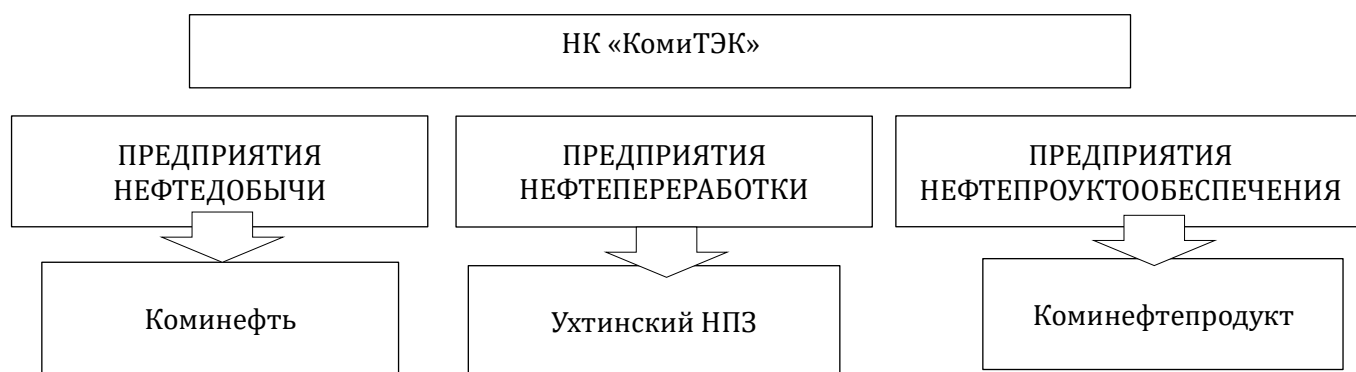 НК «КомиТЭК»
ПРЕДПРИЯТИЯ
НЕФТЕДОБЫЧИ
ПРЕДПРИЯТИЯ
НЕФТЕПЕРЕРАБОТКИ
ПРЕДПРИЯТИЯ
НЕФТЕПРОУКТООБЕСПЕЧЕНИЯ
Коминефть
Ухтинский НПЗ
Коминефтепродукт